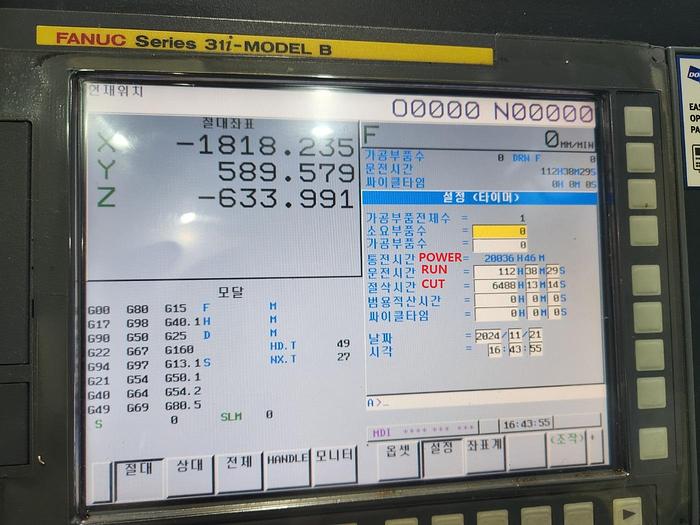 FANUC Series 31i-MODEL B
현재위치
O0000 N00000
절대좌표
X -1818.235
Y 589.579
Z -633.991
F 0 MM/MIN
가공부품수 0 DRN F 0
운전시간 112H38M29S
싸이클타임 0H 0M 0S
설정 (타이머)
가공부품전체수 = 1
소요부품수 = 0
가공부품수 = 0
통전시간 POWER = 20036H46M
운전시간 RUN = 112H38M29S
절삭시간 CUT = 6488H13M14S
범용적산시간 = 0H 0M 0S
싸이클타임 = 0H 0M 0S
날짜 = 2024/11/21
시각 = 16:43:55
모달
G00 G80 G15 F M
G17 G98 G40.1 H M
G90 G50 G25 D M
G22 G67 G160 HD.T 49
G94 G97 G13.1 S NX.T 27
G21 G54 G50.1
G40 G64 G54.2
G49 G69 G80.5
S 0 SLM 0
A>_
MDI **** *** *** 16:43:55
절대 상대 전체 HANDLE 모니터
옵셋 설정 좌표계 (조작) +